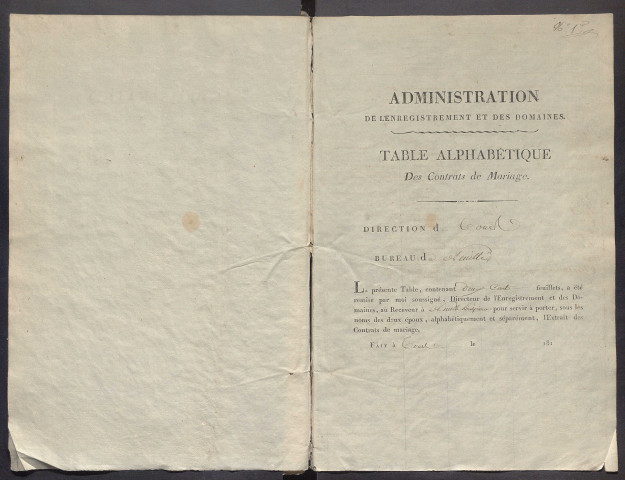 ADMINISTRATION
DE L'ENREGISTREMENT ET DES DOMAINES.
TABLE ALPHABÉTIQUE
Des Contrats de Mariage.
DIRECTION d
BUREAU d
LA présente Table, contenant feuillets, a été
remise par moi soussigné, Directeur de l'Enregistrement et des Do-
maines, au Receveur à pour servir à porter, sous les
noms des deux époux, alphabétiquement et séparément, l'Extrait des
Contrats de mariage.
FAIT à le 181